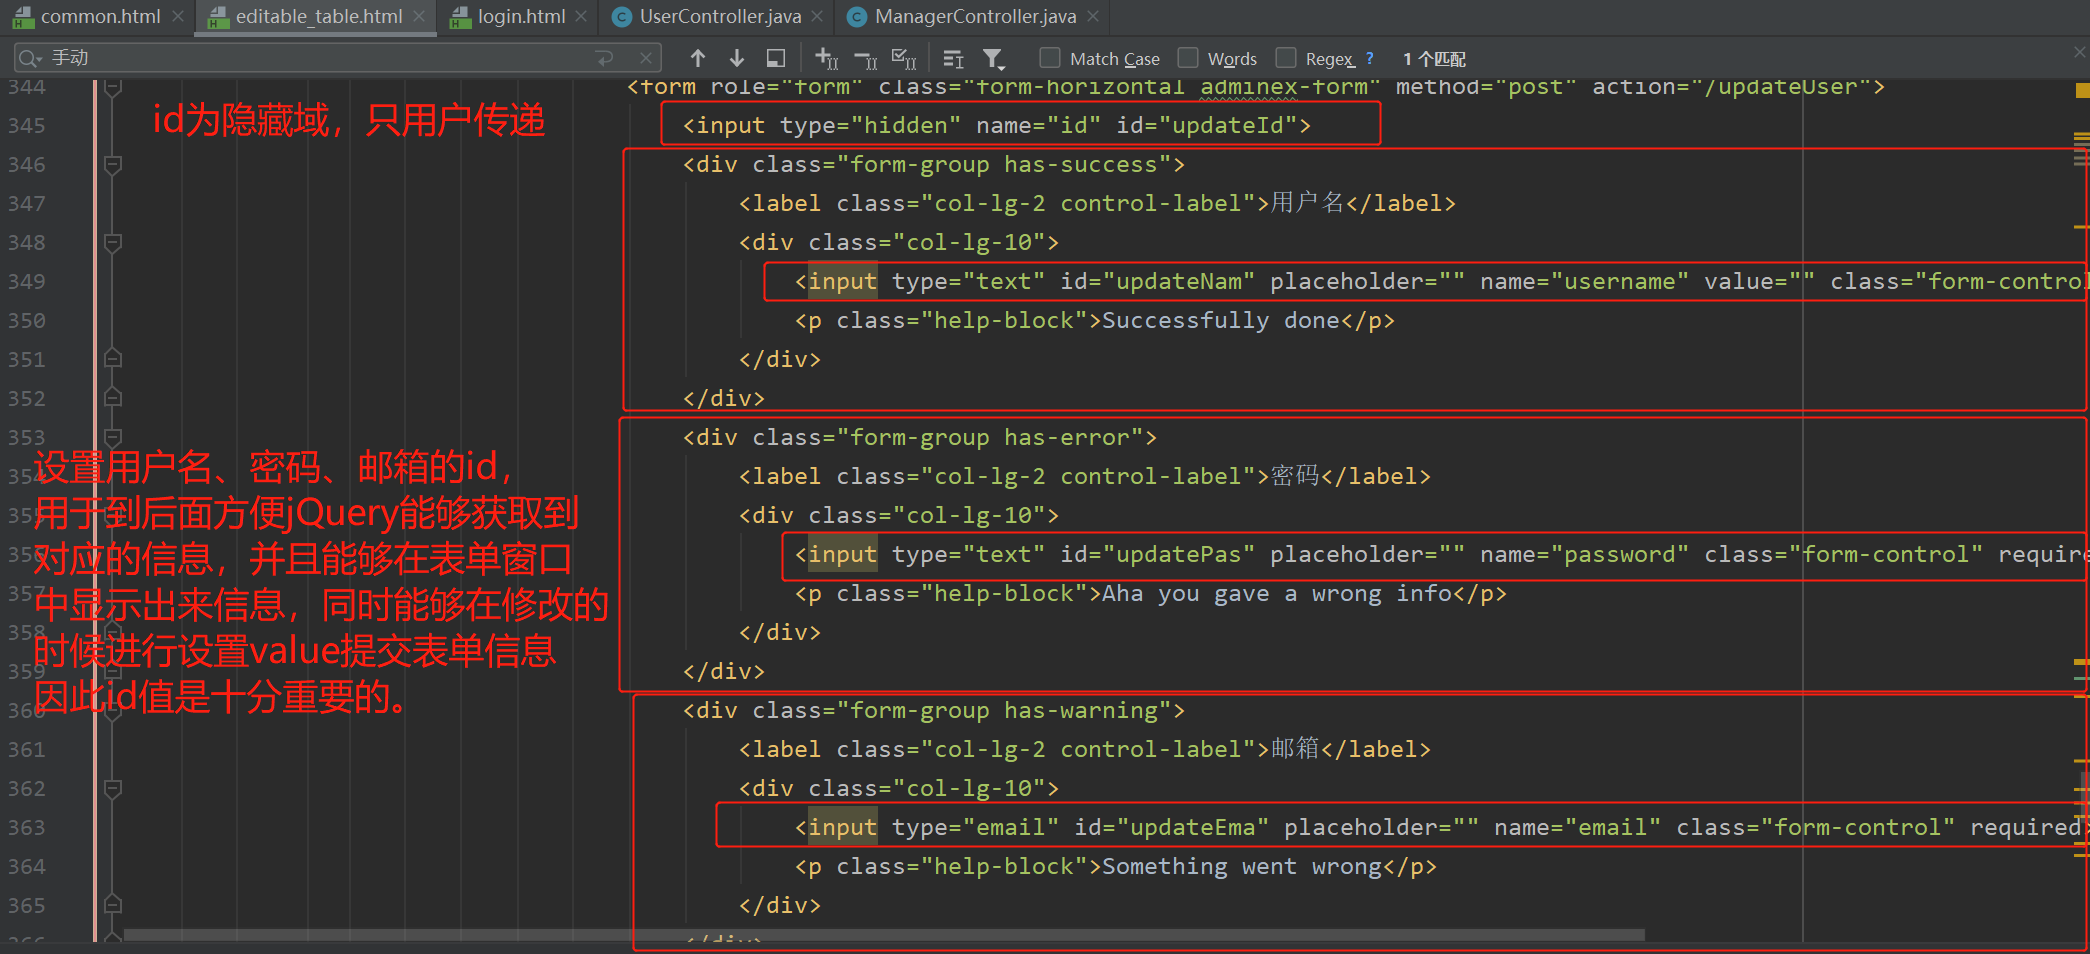 common.html editable_table.html login.html UserController.java ManagerController.java
手动 Match Case Words Regex ? 1 个匹配
344 <form role="form" class="form-horizontal adminex-form" method="post" action="/updateUser">
id为隐藏域，只用户传递
345 <input type="hidden" name="id" id="updateId">
346 <div class="form-group has-success">
347 <label class="col-lg-2 control-label">用户名</label>
348 <div class="col-lg-10">
349 <input type="text" id="updateNam" placeholder="" name="username" value="" class="form-control
350 <p class="help-block">Successfully done</p>
351 </div>
352 </div>
353 <div class="form-group has-error">
设置用户名、密码、邮箱的id，
用于到后面方便jQuery能够获取到
对应的信息，并且能够在表单窗口
中显示出来信息，同时能够在修改的
时候进行设置value提交表单信息
因此id值是十分重要的。
354 <label class="col-lg-2 control-label">密码</label>
355 <div class="col-lg-10">
356 <input type="text" id="updatePas" placeholder="" name="password" class="form-control" require
357 <p class="help-block">Aha you gave a wrong info</p>
358 </div>
359 </div>
360 <div class="form-group has-warning">
361 <label class="col-lg-2 control-label">邮箱</label>
362 <div class="col-lg-10">
363 <input type="email" id="updateEma" placeholder="" name="email" class="form-control" required>
364 <p class="help-block">Something went wrong</p>
365 </div>
366 </div>